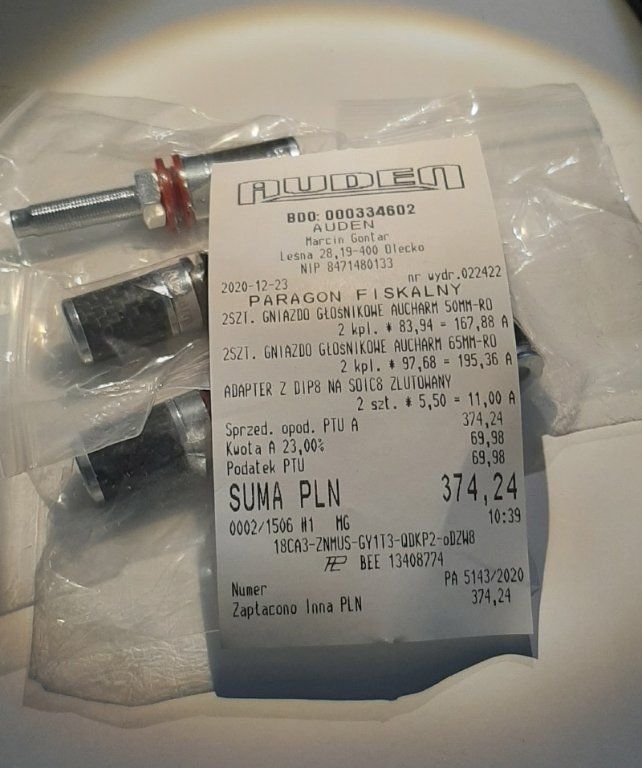 AUDEN
BDO: 000334602
AUDEN
Marcin Gontar
Leśna 28,19-400 Olecko
NIP 8471480133
2020-12-23 nr wydr.022422
PARAGON FISKALNY
2SZT. GNIAZDO GŁOŚNIKOWE AUCHARM 50MM-RO
2 kpl. * 83,94 = 167,88 A
2SZT. GNIAZDO GŁOŚNIKOWE AUCHARM 65MM-RO
2 kpl. * 97,68 = 195,36 A
ADAPTER Z DIP8 NA SOIC8 ZLUTOWANY
2 szt. * 5,50 = 11,00 A
Sprzed. opod. PTU A 374,24
Kwota A 23,00% 69,98
Podatek PTU 69,98
SUMA PLN 374,24
0002/1506 #1 MG 10:39
18CA3-ZNMUS-GY1T3-QDKP2-oDZW8
BEE 13408774
Numer PA 5143/2020
Zapłacono Inna PLN 374,24